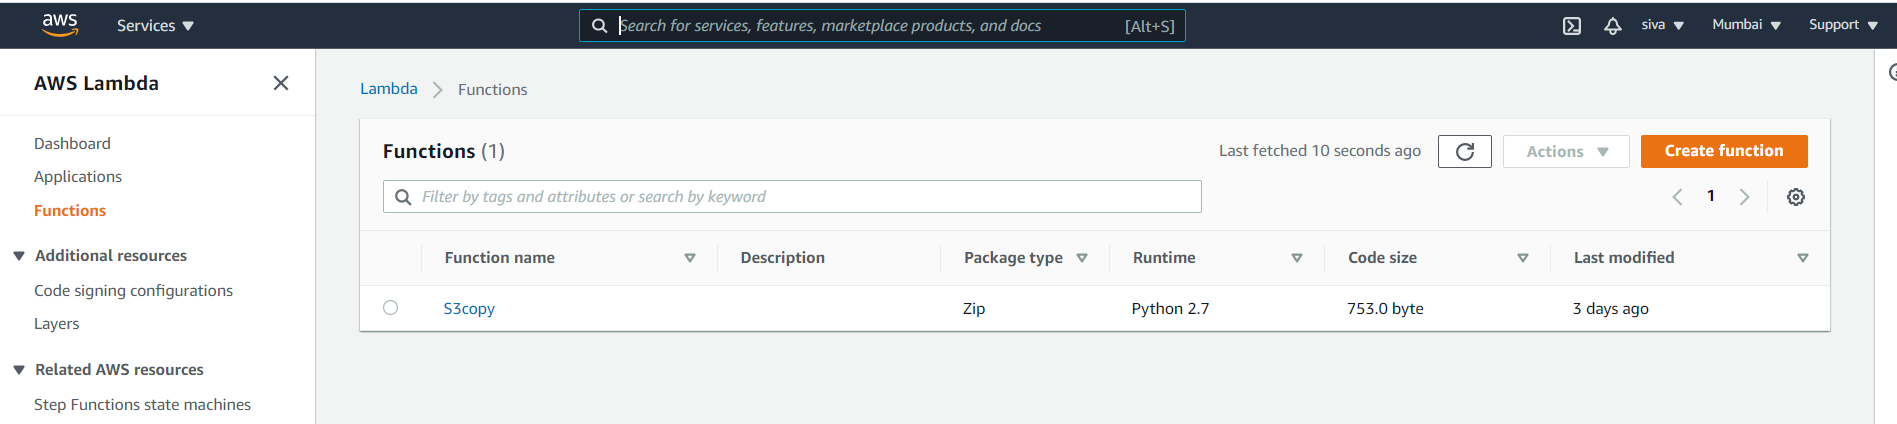 aws Services Search for services, features, marketplace products, and docs [Alt+S] siva Mumbai Support
AWS Lambda
Dashboard
Applications
Functions
Additional resources
Code signing configurations
Layers
Related AWS resources
Step Functions state machines
Lambda Functions
Functions (1) Last fetched 10 seconds ago Actions Create function
Filter by tags and attributes or search by keyword 1
Function name Description Package type Runtime Code size Last modified
S3copy Zip Python 2.7 753.0 byte 3 days ago